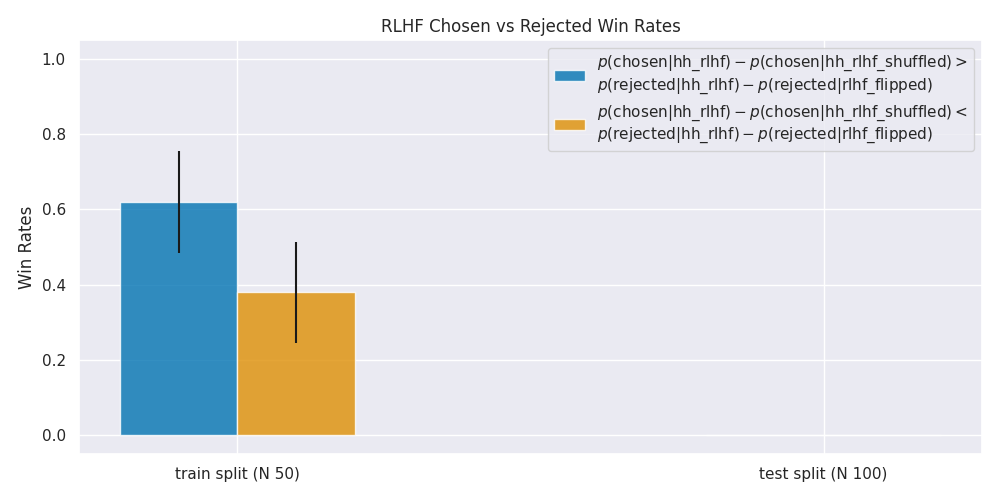 RLHF Chosen vs Rejected Win Rates
p(chosen|hh_rlhf) − p(chosen|hh_rlhf_shuffled) >
p(rejected|hh_rlhf) − p(rejected|rlhf_flipped)
p(chosen|hh_rlhf) − p(chosen|hh_rlhf_shuffled) <
p(rejected|hh_rlhf) − p(rejected|rlhf_flipped)
Win Rates
1.0
0.8
0.6
0.4
0.2
0.0
train split (N 50)
test split (N 100)